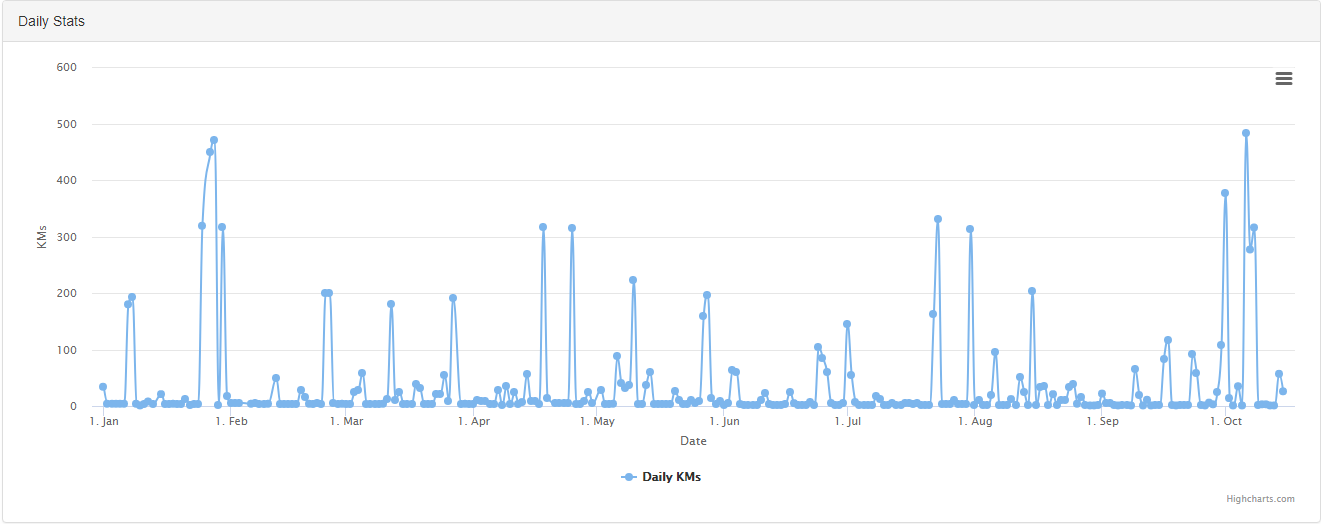 Daily Stats
600
500
400
300
200
100
0
KMs
1. Jan 1. Feb 1. Mar 1. Apr 1. May 1. Jun 1. Jul 1. Aug 1. Sep 1. Oct
Date
Daily KMs
Highcharts.com